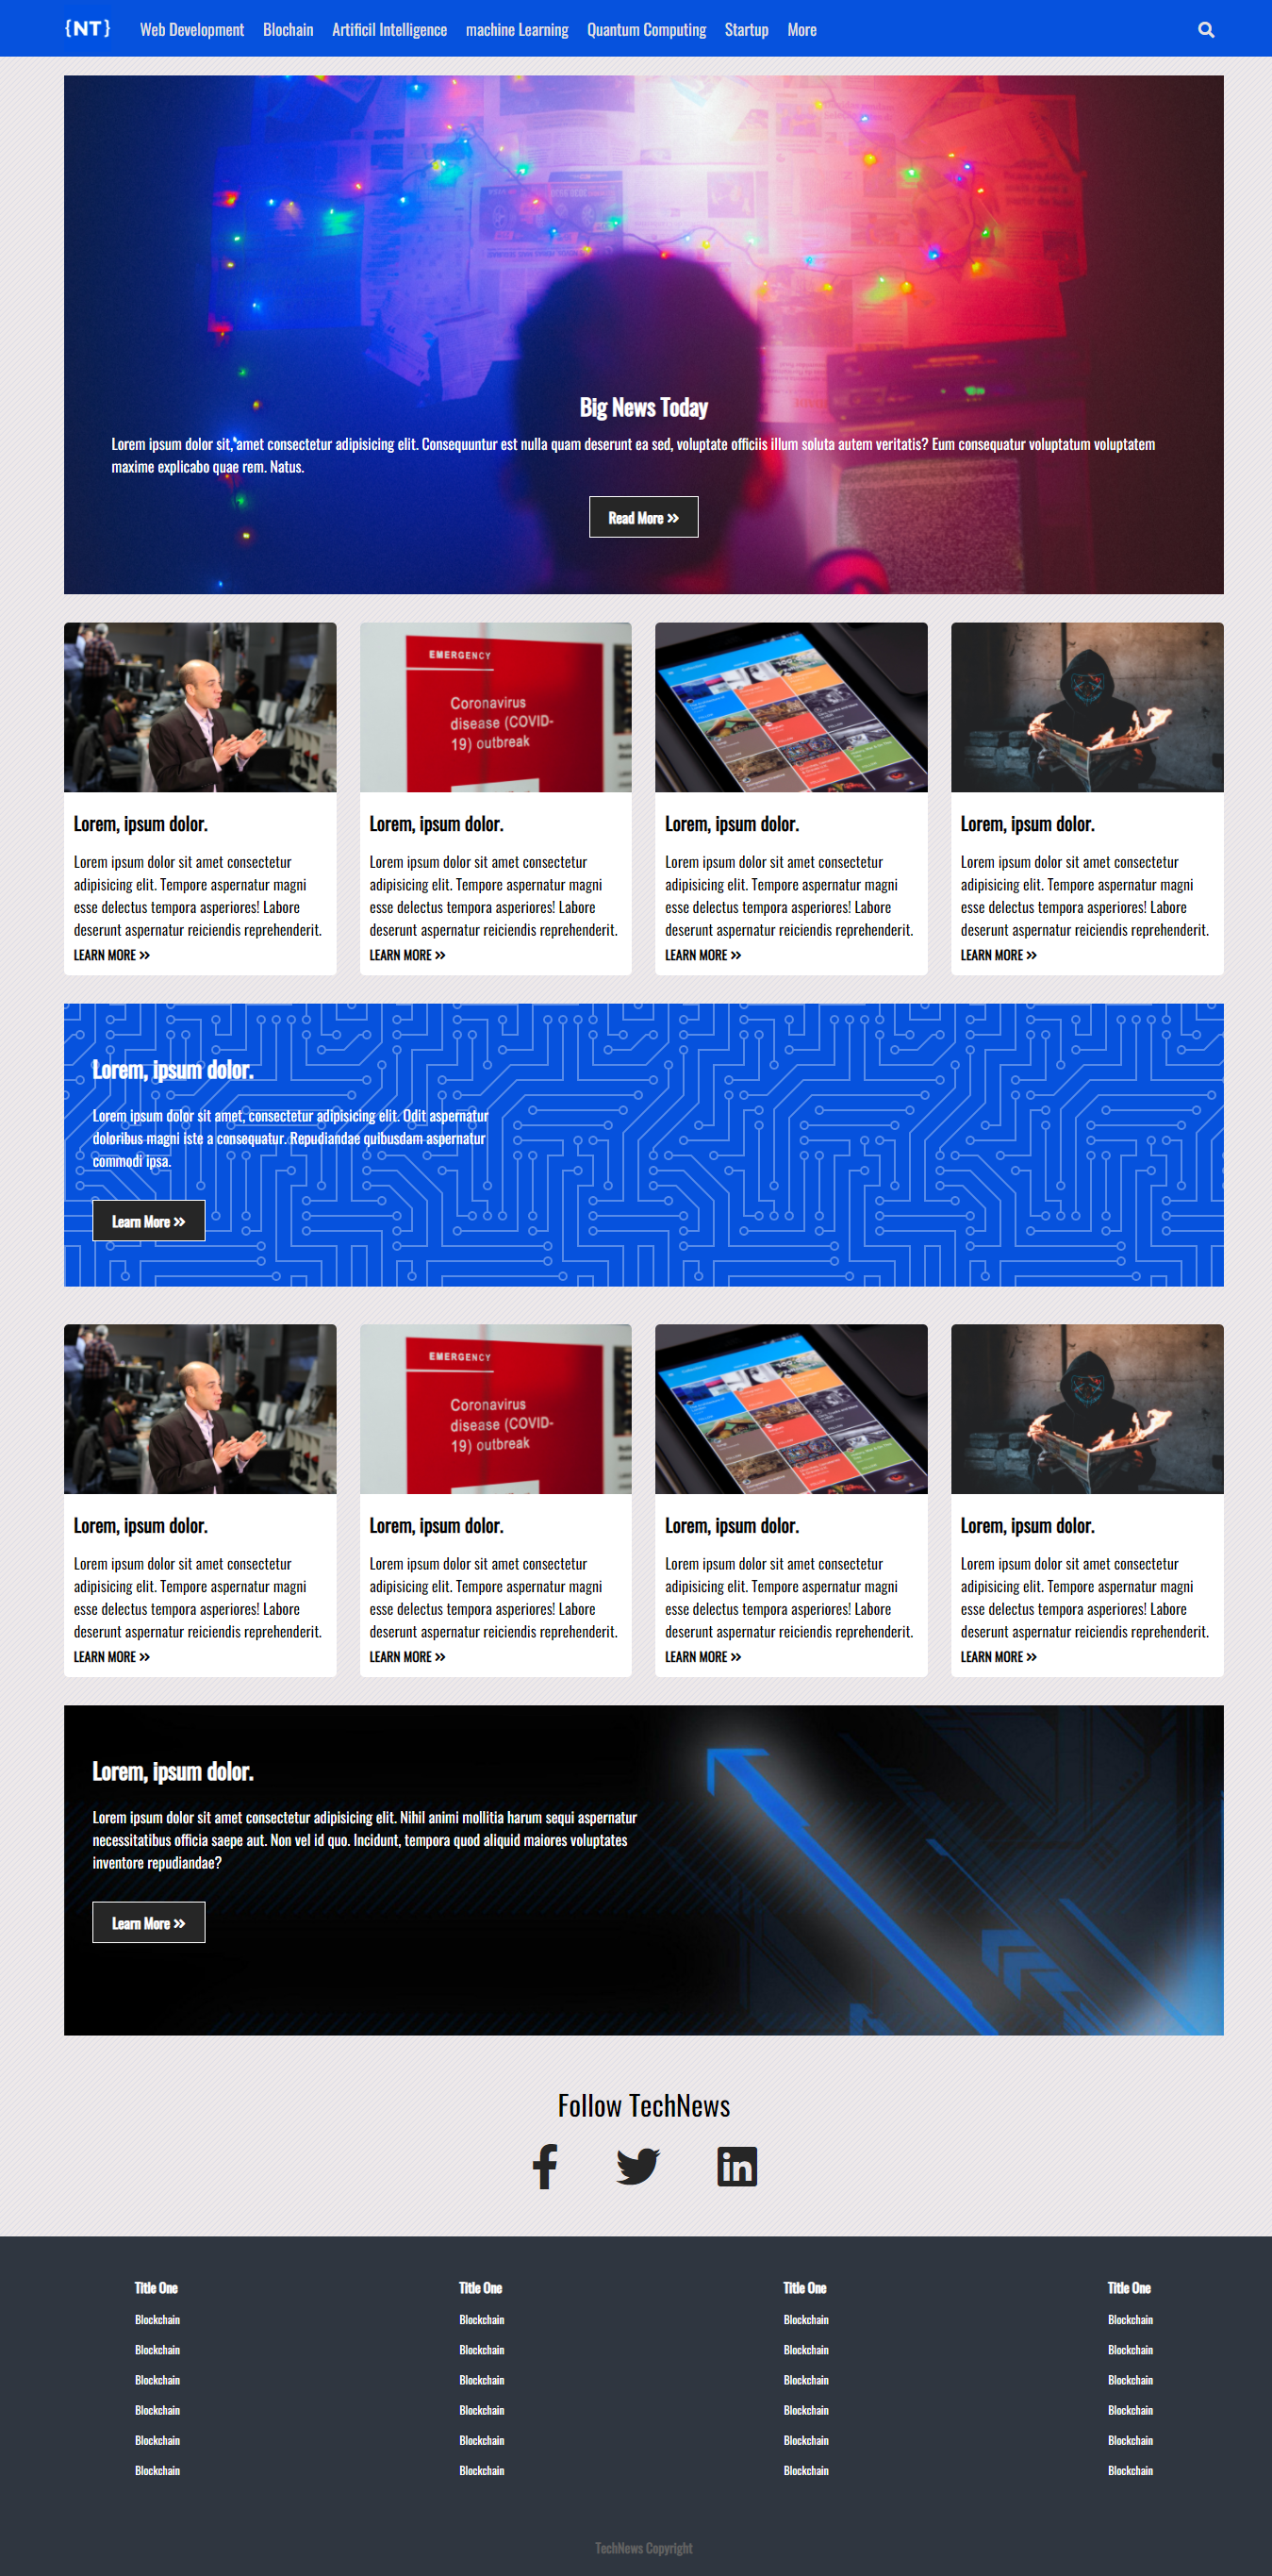 {NT} Web Development Blochain Artificil Intelligence machine Learning Quantum Computing Startup More
Big News Today
Lorem ipsum dolor sit, amet consectetur adipisicing elit. Consequuntur est nulla quam deserunt ea sed, voluptate officiis illum soluta autem veritatis? Eum consequatur voluptatum voluptatem
maxime explicabo quae rem. Natus.
Read More »
EMERGENCY
Coronavirus
disease (COVID-
19) outbreak
Lorem, ipsum dolor. Lorem, ipsum dolor. Lorem, ipsum dolor. Lorem, ipsum dolor.
Lorem ipsum dolor sit amet consectetur Lorem ipsum dolor sit amet consectetur Lorem ipsum dolor sit amet consectetur Lorem ipsum dolor sit amet consectetur
adipisicing elit. Tempore aspernatur magni adipisicing elit. Tempore aspernatur magni adipisicing elit. Tempore aspernatur magni adipisicing elit. Tempore aspernatur magni
esse delectus tempora asperiores! Labore esse delectus tempora asperiores! Labore esse delectus tempora asperiores! Labore esse delectus tempora asperiores! Labore
deserunt aspernatur reiciendis reprehenderit. deserunt aspernatur reiciendis reprehenderit. deserunt aspernatur reiciendis reprehenderit. deserunt aspernatur reiciendis reprehenderit.
LEARN MORE » LEARN MORE » LEARN MORE » LEARN MORE »
Lorem, ipsum dolor.
Lorem ipsum dolor sit amet, consectetur adipisicing elit. Odit aspernatur
doloribus magni iste a consequatur. Repudiandae quibusdam aspernatur
commodi ipsa.
Learn More »
EMERGENCY
Coronavirus
disease (COVID-
19) outbreak
Lorem, ipsum dolor. Lorem, ipsum dolor. Lorem, ipsum dolor. Lorem, ipsum dolor.
Lorem ipsum dolor sit amet consectetur Lorem ipsum dolor sit amet consectetur Lorem ipsum dolor sit amet consectetur Lorem ipsum dolor sit amet consectetur
adipisicing elit. Tempore aspernatur magni adipisicing elit. Tempore aspernatur magni adipisicing elit. Tempore aspernatur magni adipisicing elit. Tempore aspernatur magni
esse delectus tempora asperiores! Labore esse delectus tempora asperiores! Labore esse delectus tempora asperiores! Labore esse delectus tempora asperiores! Labore
deserunt aspernatur reiciendis reprehenderit. deserunt aspernatur reiciendis reprehenderit. deserunt aspernatur reiciendis reprehenderit. deserunt aspernatur reiciendis reprehenderit.
LEARN MORE » LEARN MORE » LEARN MORE » LEARN MORE »
Lorem, ipsum dolor.
Lorem ipsum dolor sit amet consectetur adipisicing elit. Nihil animi mollitia harum sequi aspernatur
necessitatibus officia saepe aut. Non vel id quo. Incidunt, tempora quod aliquid maiores voluptates
inventore repudiandae?
Learn More »
Follow TechNews
Title One Title One Title One Title One
Blockchain Blockchain Blockchain Blockchain
Blockchain Blockchain Blockchain Blockchain
Blockchain Blockchain Blockchain Blockchain
Blockchain Blockchain Blockchain Blockchain
Blockchain Blockchain Blockchain Blockchain
Blockchain Blockchain Blockchain Blockchain
TechNews Copyright